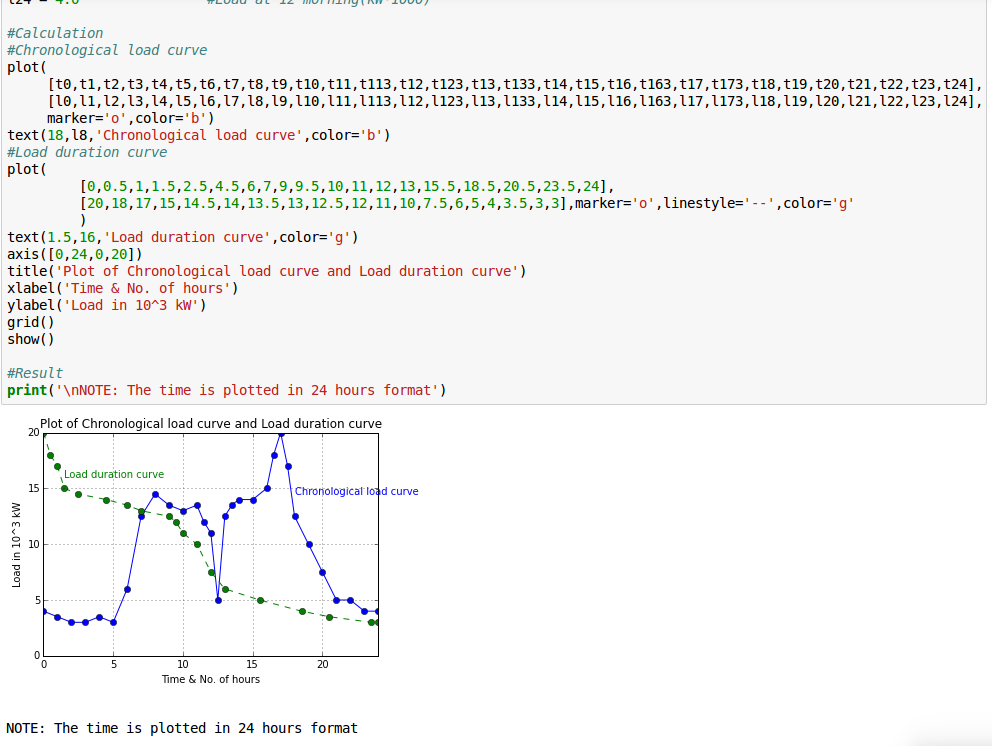 l24 = 4.0                #Load at 12 morning(kW*1000)

#Calculation
#Chronological load curve
plot(
     [t0,t1,t2,t3,t4,t5,t6,t7,t8,t9,t10,t11,t113,t12,t123,t13,t133,t14,t15,t16,t163,t17,t173,t18,t19,t20,t21,t22,t23,t24],
     [l0,l1,l2,l3,l4,l5,l6,l7,l8,l9,l10,l11,l113,l12,l123,l13,l133,l14,l15,l16,l163,l17,l173,l18,l19,l20,l21,l22,l23,l24],
     marker='o',color='b')
text(18,l8,'Chronological load curve',color='b')
#Load duration curve
plot(
         [0,0.5,1,1.5,2.5,4.5,6,7,9,9.5,10,11,12,13,15.5,18.5,20.5,23.5,24],
         [20,18,17,15,14.5,14,13.5,13,12.5,12,11,10,7.5,6,5,4,3.5,3,3],marker='o',linestyle='--',color='g'
         )
text(1.5,16,'Load duration curve',color='g')
axis([0,24,0,20])
title('Plot of Chronological load curve and Load duration curve')
xlabel('Time & No. of hours')
ylabel('Load in 10^3 kW')
grid()
show()

#Result
print('\nNOTE: The time is plotted in 24 hours format')
Plot of Chronological load curve and Load duration curve
20
Load duration curve
15
Chronological load curve
10
Load in 10^3 kW
5
0
0 5 10 15 20
Time & No. of hours
NOTE: The time is plotted in 24 hours format